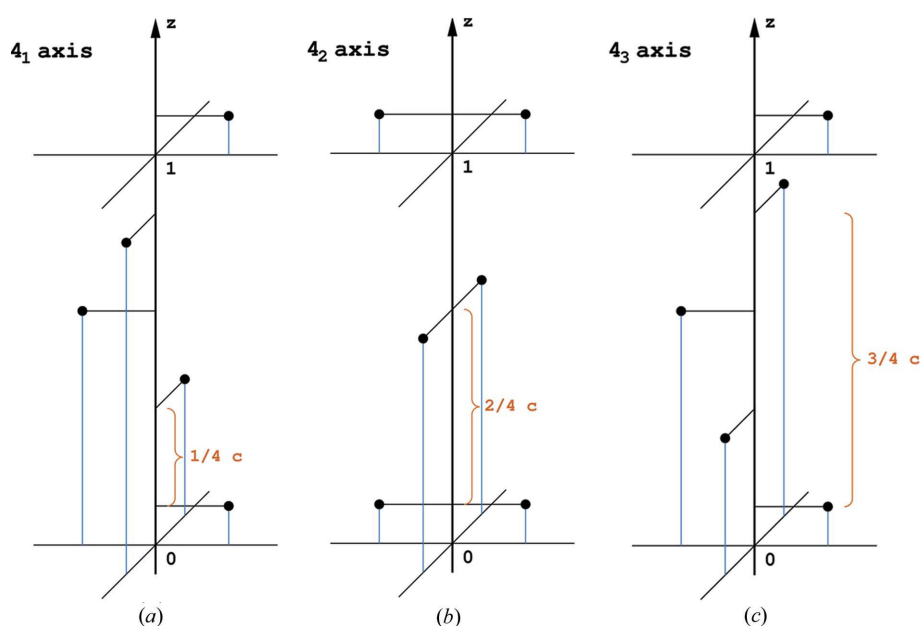 z
4₁ axis
1
1/4 c
0
(a)
z
4₂ axis
1
2/4 c
0
(b)
z
4₃ axis
1
3/4 c
0
(c)